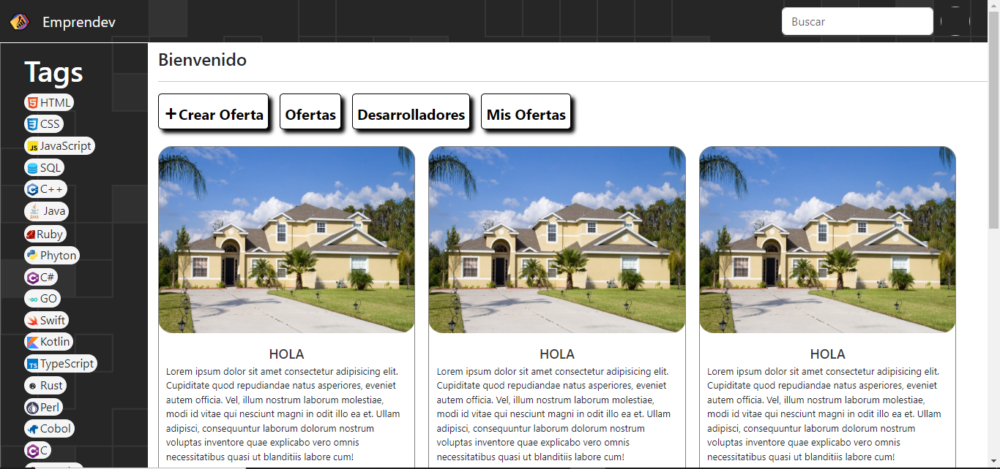 Emprendev
Buscar
Tags
HTML
CSS
JavaScript
SQL
C++
Java
Ruby
Phyton
C#
GO
Swift
Kotlin
TypeScript
Rust
Perl
Cobol
C
Bienvenido
+Crear Oferta
Ofertas
Desarrolladores
Mis Ofertas
HOLA
Lorem ipsum dolor sit amet consectetur adipisicing elit.
Cupiditate quod repudiandae natus asperiores, eveniet
autem officia. Vel, illum nostrum laborum molestiae,
modi id vitae qui nesciunt magni in odit illo ea et. Ullam
adipisci, consequuntur laborum dolorum nostrum
voluptas inventore quae explicabo vero omnis
necessitatibus quasi ut blanditiis labore cum!
HOLA
Lorem ipsum dolor sit amet consectetur adipisicing elit.
Cupiditate quod repudiandae natus asperiores, eveniet
autem officia. Vel, illum nostrum laborum molestiae,
modi id vitae qui nesciunt magni in odit illo ea et. Ullam
adipisci, consequuntur laborum dolorum nostrum
voluptas inventore quae explicabo vero omnis
necessitatibus quasi ut blanditiis labore cum!
HOLA
Lorem ipsum dolor sit amet consectetur adipisicing elit.
Cupiditate quod repudiandae natus asperiores, eveniet
autem officia. Vel, illum nostrum laborum molestiae,
modi id vitae qui nesciunt magni in odit illo ea et. Ullam
adipisci, consequuntur laborum dolorum nostrum
voluptas inventore quae explicabo vero omnis
necessitatibus quasi ut blanditiis labore cum!